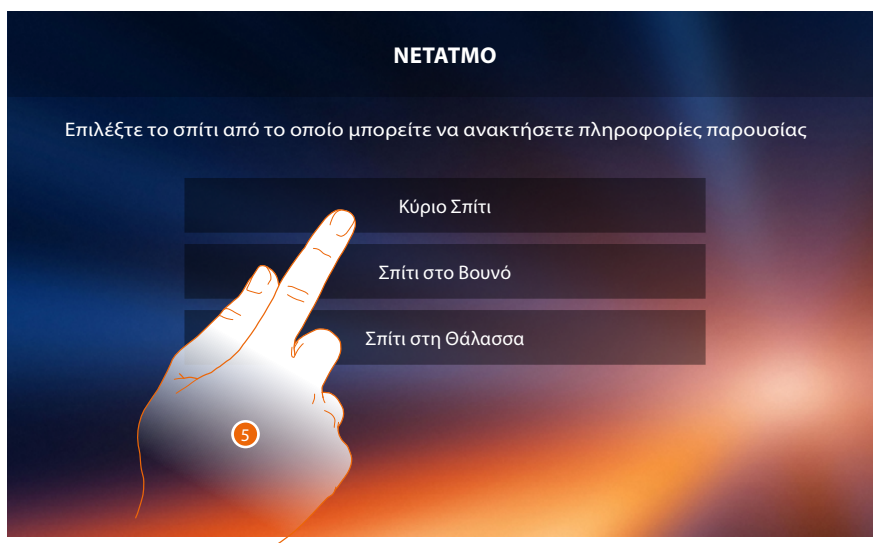 NETATMO
Επιλέξτε το σπίτι από το οποίο μπορείτε να ανακτήσετε πληροφορίες παρουσίας
Κύριο Σπίτι
Σπίτι στο Βουνό
Σπίτι στη Θάλασσα
5